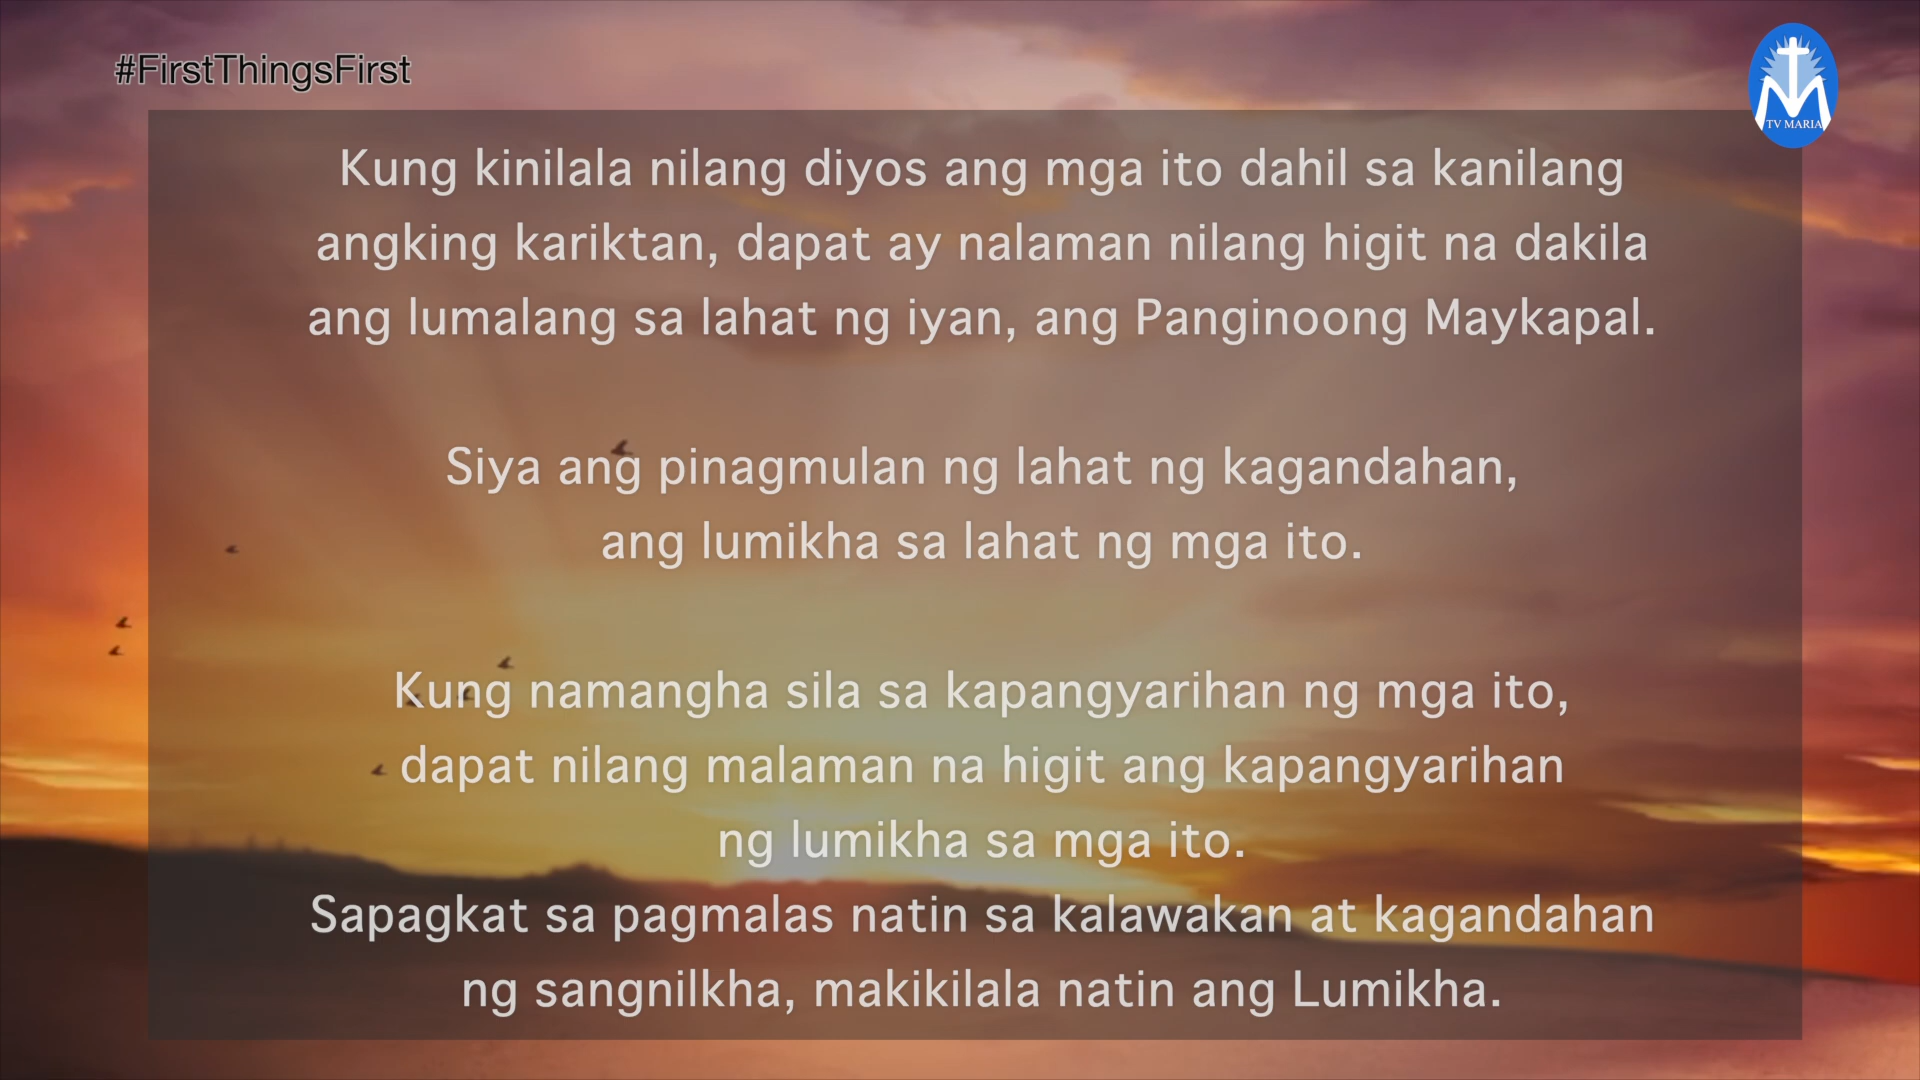 #FirstThingsFirst
TV MARIA
Kung kinilala nilang diyos ang mga ito dahil sa kanilang
angking kariktan, dapat ay nalaman nilang higit na dakila
ang lumalang sa lahat ng iyan, ang Panginoong Maykapal.
Siya ang pinagmulan ng lahat ng kagandahan,
ang lumikha sa lahat ng mga ito.
Kung namangha sila sa kapangyarihan ng mga ito,
dapat nilang malaman na higit ang kapangyarihan
ng lumikha sa mga ito.
Sapagkat sa pagmalas natin sa kalawakan at kagandahan
ng sangnilkha, makikilala natin ang Lumikha.